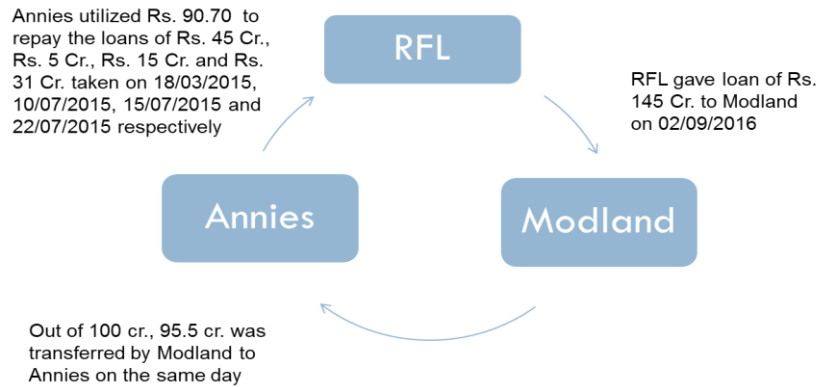 Annies utilized Rs. 90.70 to
repay the loans of Rs. 45 Cr.,
Rs. 5 Cr., Rs. 15 Cr. and Rs.
31 Cr. taken on 18/03/2015,
10/07/2015, 15/07/2015 and
22/07/2015 respectively
RFL
RFL gave loan of Rs.
145 Cr. to Modland
on 02/09/2016
Annies
Modland
Out of 100 cr., 95.5 cr. was
transferred by Modland to
Annies on the same day